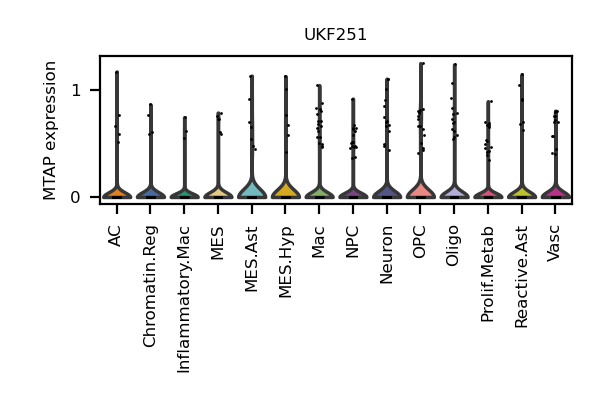 UKF251
MTAP expression
1
0
AC
Chromatin.Reg
Inflammatory.Mac
MES
MES.Ast
MES.Hyp
Mac
NPC
Neuron
OPC
Oligo
Prolif.Metab
Reactive.Ast
Vasc